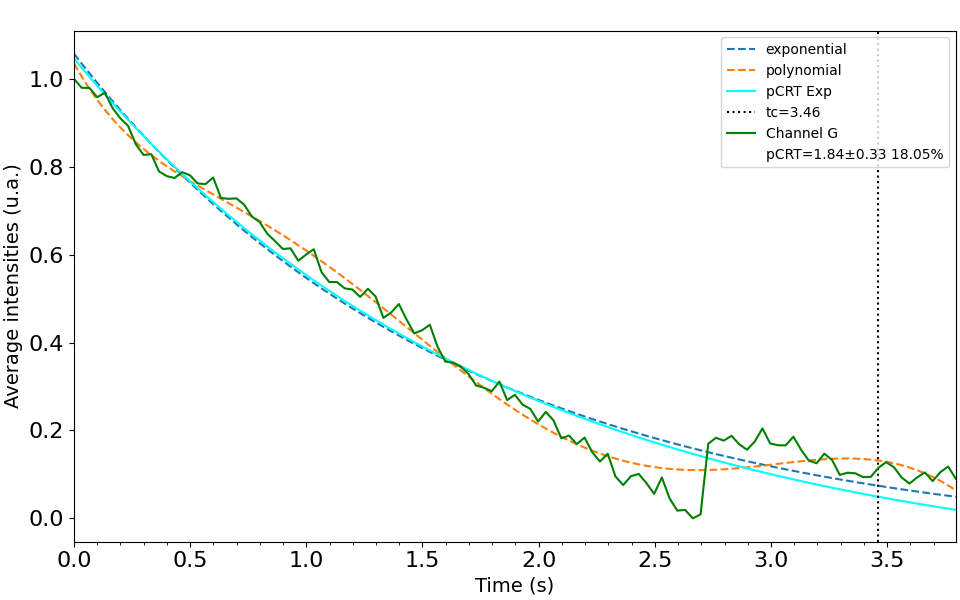 exponential
polynomial
pCRT Exp
tc=3.46
Channel G
pCRT=1.84±0.33 18.05%
Average intensities (u.a.)
1.0
0.8
0.6
0.4
0.2
0.0
0.0 0.5 1.0 1.5 2.0 2.5 3.0 3.5
Time (s)